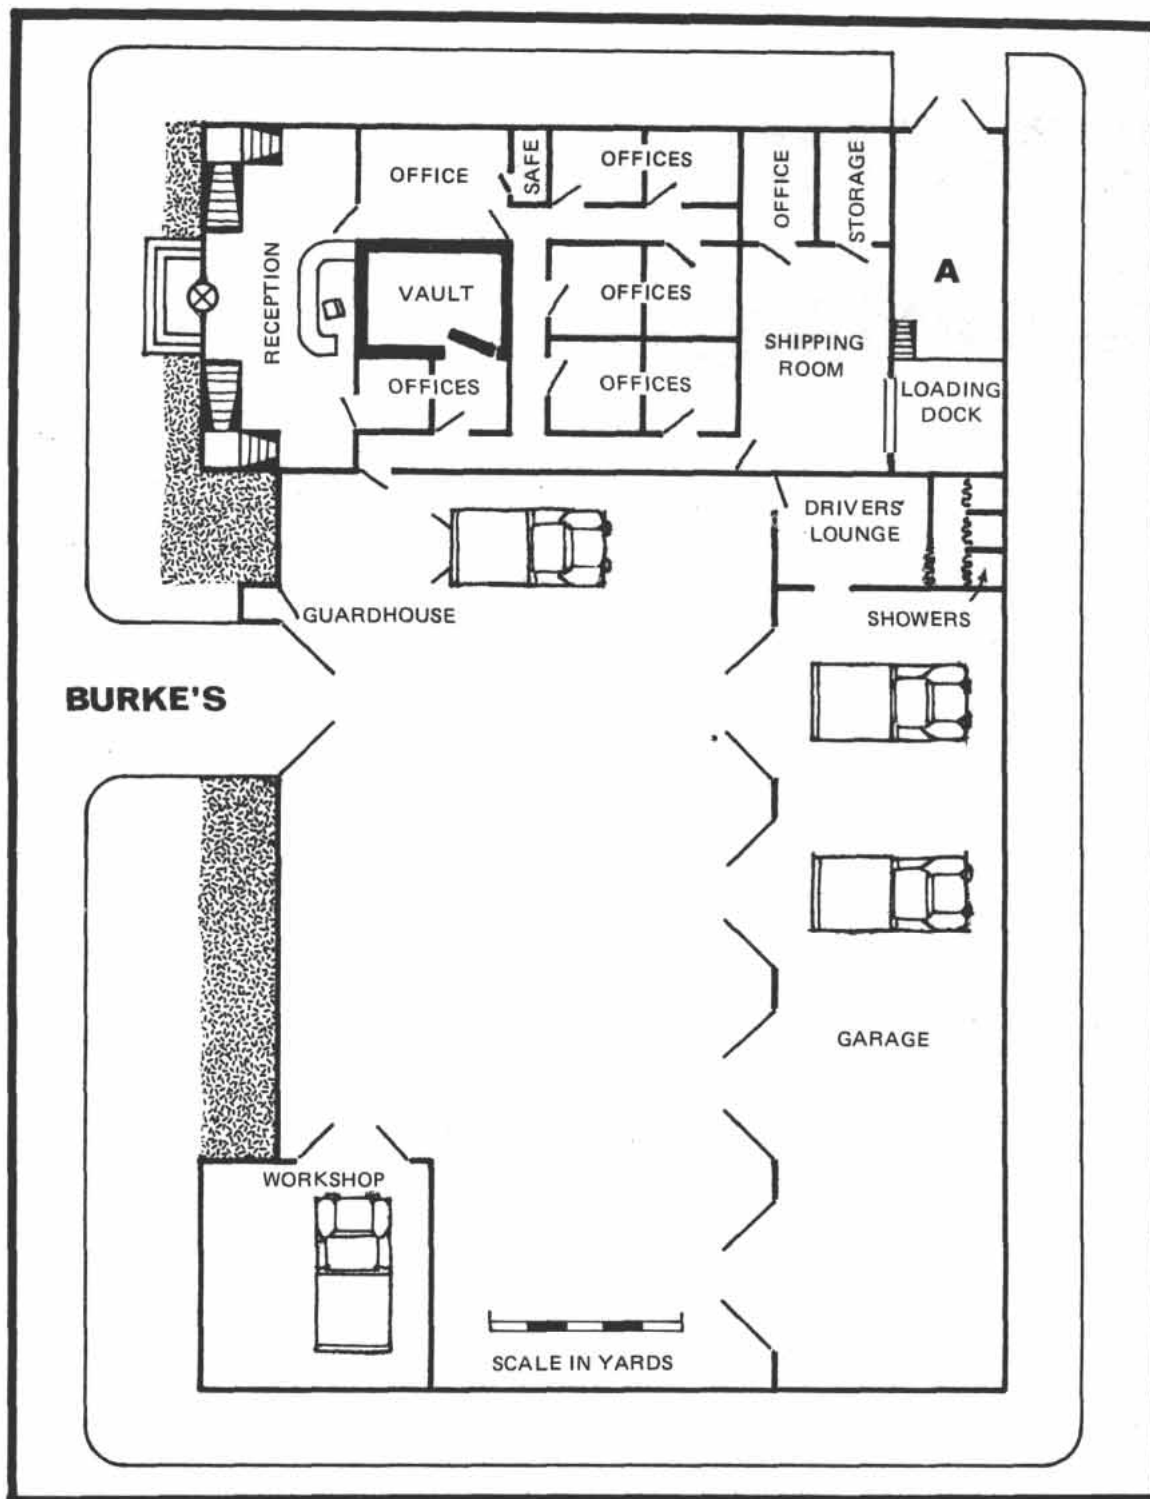 OFFICE
SAFE
OFFICES
OFFICE
STORAGE
RECEPTION
VAULT
OFFICES
A
SHIPPING
ROOM
OFFICES
OFFICES
LOADING
DOCK
DRIVERS'
LOUNGE
GUARDHOUSE
SHOWERS
BURKE'S
GARAGE
WORKSHOP
SCALE IN YARDS